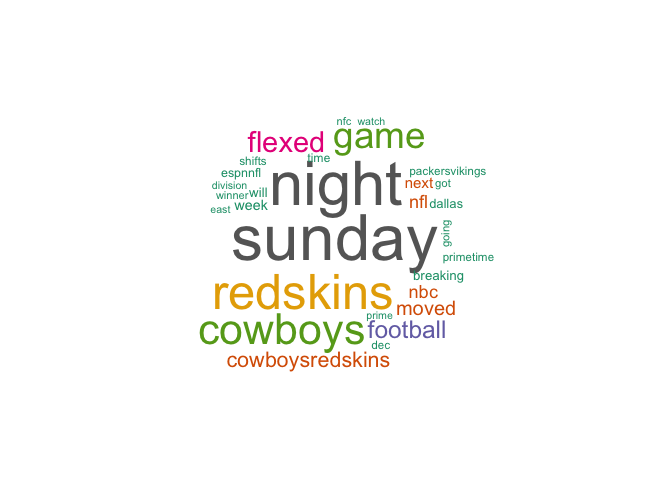 nfc watch
flexed game
shifts time
espnnfl night packersvikings
division will next got
winner week nfl dallas
east
sunday going
primetime
redskins breaking
nbc
moved
cowboys prime football
dec
cowboysredskins